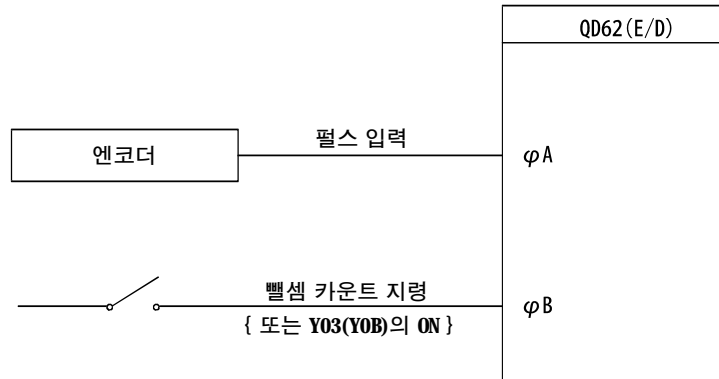 QD62(E/D)
펄스 입력
엔코더
φA
뺄셈 카운트 지령
φB
{ 또는 Y03(Y0B)의 ON }